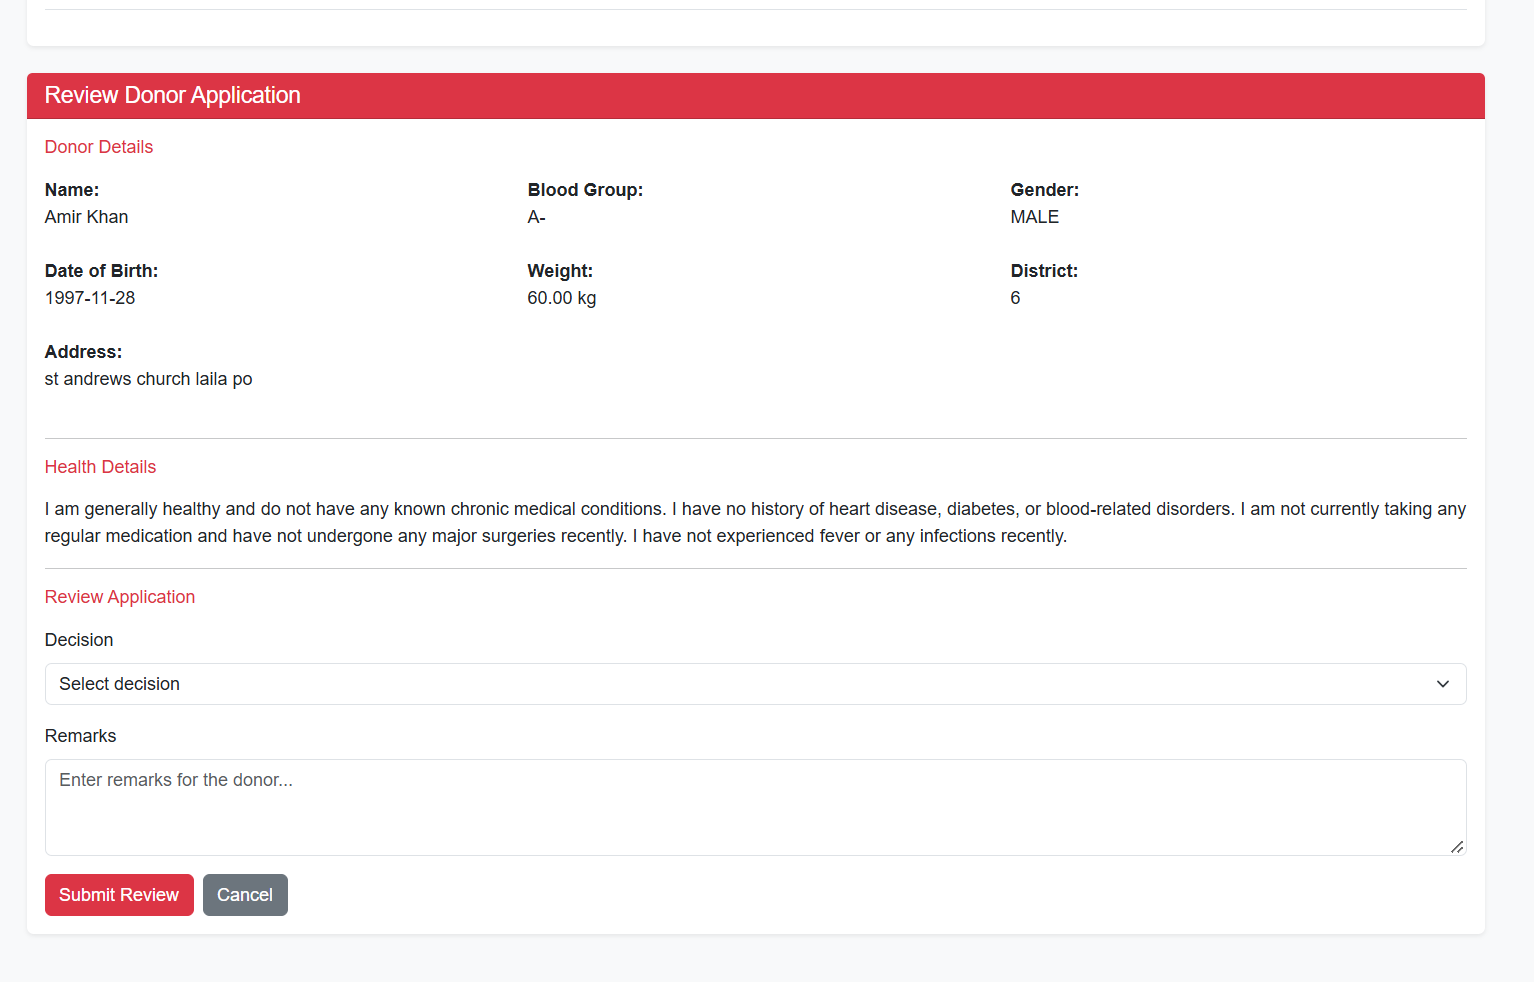 Review Donor Application
Donor Details
Name:
Amir Khan
Blood Group:
A-
Gender:
MALE
Date of Birth:
1997-11-28
Weight:
60.00 kg
District:
6
Address:
st andrews church laila po
Health Details
I am generally healthy and do not have any known chronic medical conditions. I have no history of heart disease, diabetes, or blood-related disorders. I am not currently taking any
regular medication and have not undergone any major surgeries recently. I have not experienced fever or any infections recently.
Review Application
Decision
Select decision
Remarks
Enter remarks for the donor...
Submit Review
Cancel